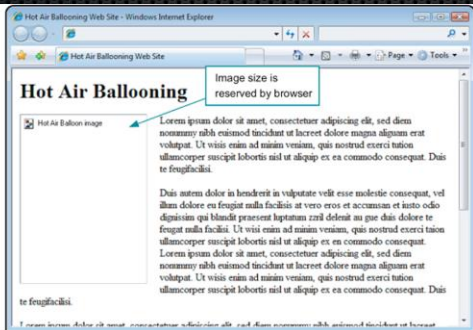 Hot Air Ballooning Web Site - Windows Internet Explorer
Hot Air Ballooning Web Site
Page
Tools
Image size is
reserved by browser
Hot Air Ballooning
Hot Air Balloon image
Lorem ipsum dolor sit amet, consectetuer adipiscing elit, sed diem
nonummy nibh euismod tincidunt ut lacreet dolore magna aliguam erat
volutpat. Ut wisis enim ad minim veniam, quis nostrud exerci tution
ullamcorper suscipit lobortis nisl ut aliquip ex ea commodo consequat. Duis
te feugifacilisi.
Duis autem dolor in hendrerit in vulputate velit esse molestie consequat, vel
illum dolore eu feugiat nulla facilisis at vero eros et accumsan et iusto odio
dignissim qui blandit praesent luptatum zzril delenit au gue duis dolore te
feugat nulla facilisi. Ut wisi enim ad minim veniam, quis nostrud exerci taion
ullamcorper suscipit lobortis nisl ut aliquip ex en commodo consequat.
Lorem ipsum dolor sit amet, consectetuer adipiscing elit, sed diem
nonummy nibh euismod tincidunt ut lacreet dolore magna aliguam erat
volutpat. Ut wisis enim ad minim veniam, quis nostrud exerci tution
ullamcorper suscipit lobortis nisl ut aliquip ex ea commodo consequat. Duis
te feugifacilisi.